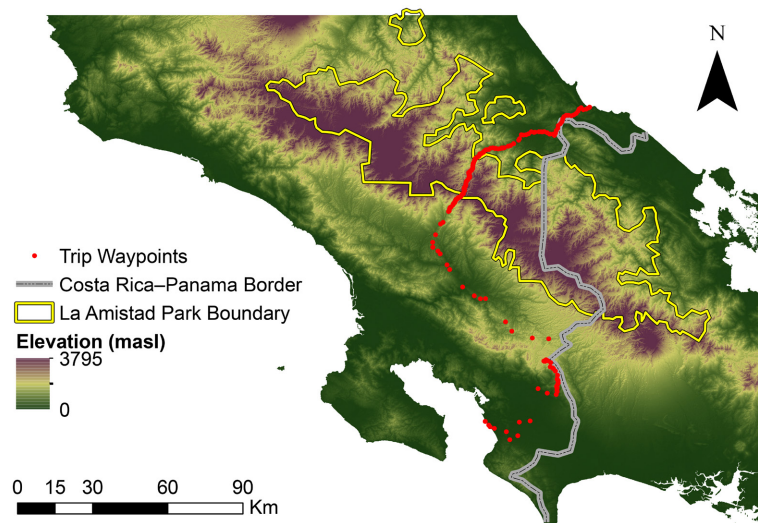 N
Trip Waypoints
Costa Rica–Panama Border
La Amistad Park Boundary
Elevation (masl)
3795
0
0 15 30 60 90
Km